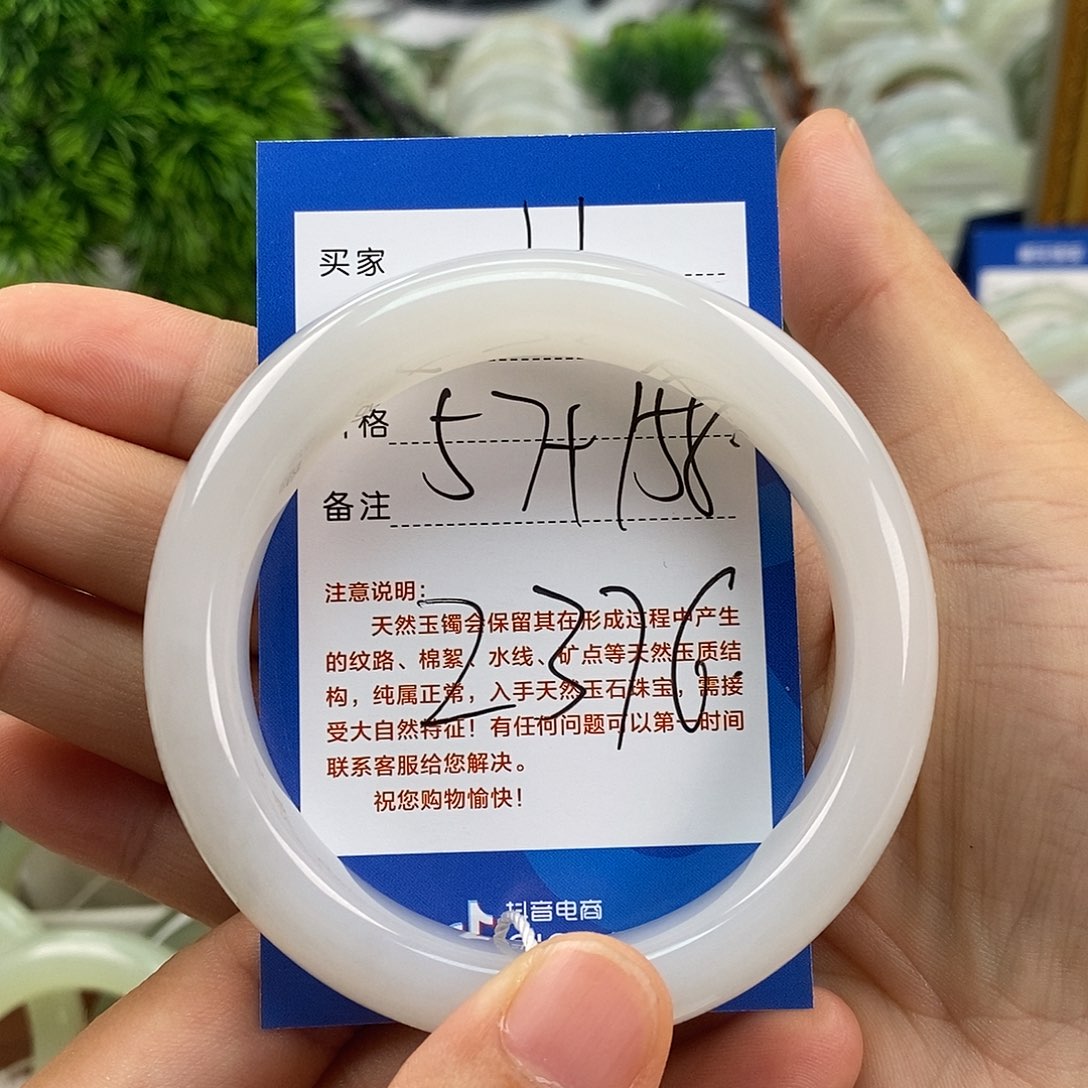 买家
格 5 7 4 158.
备注
注意说明：
2376.
天然玉镯会保留其在形成过程中产生
的纹路、棉絮、水线、矿点等天然玉质结
构，纯属正常，入手天然玉石珠宝，需接
受大自然特征！有任何问题可以第一时间
联系客服给您解决。
祝您购物愉快！
抖音电商